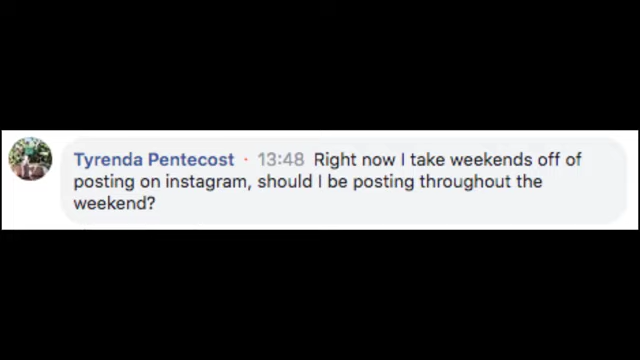 Tyrenda Pentecost · 13:48 Right now I take weekends off of
posting on instagram, should I be posting throughout the
weekend?